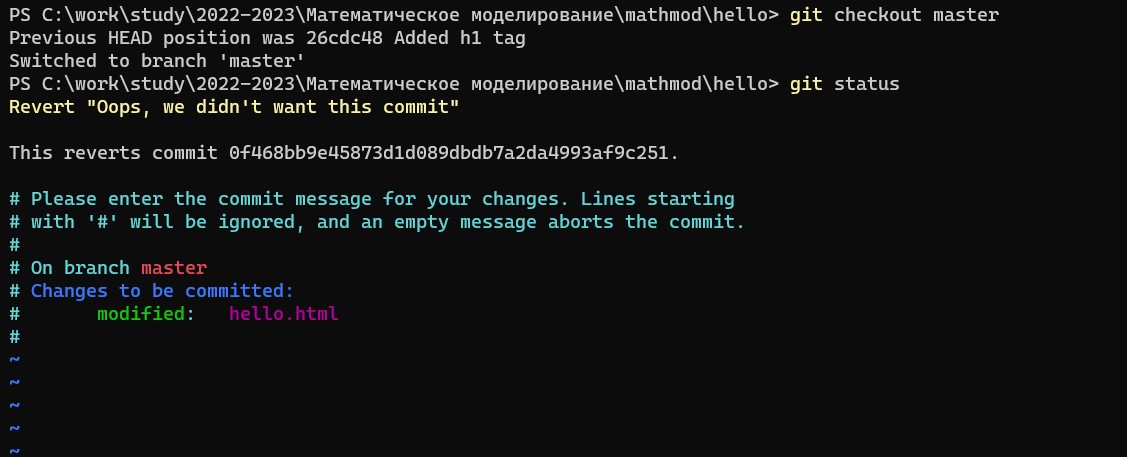 PS C:\work\study\2022-2023\Математическое моделирование\mathmod\hello> git checkout master
Previous HEAD position was 26cdc48 Added h1 tag
Switched to branch 'master'
PS C:\work\study\2022-2023\Математическое моделирование\mathmod\hello> git status
Revert "Oops, we didn't want this commit"

This reverts commit 0f468bb9e45873d1d089dbdb7a2da4993af9c251.

# Please enter the commit message for your changes. Lines starting
# with '#' will be ignored, and an empty message aborts the commit.
#
# On branch master
# Changes to be committed:
#       modified:   hello.html
#
~
~
~
~
~